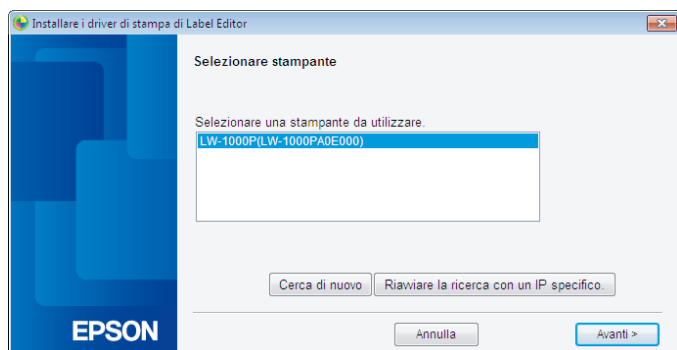 Installare i driver di stampa di Label Editor
Selezionare stampante
Selezionare una stampante da utilizzare.
LW-1000P(LW-1000PA0E000)
Cerca di nuovo
Riavviare la ricerca con un IP specifico.
EPSON
Annulla
Avanti >